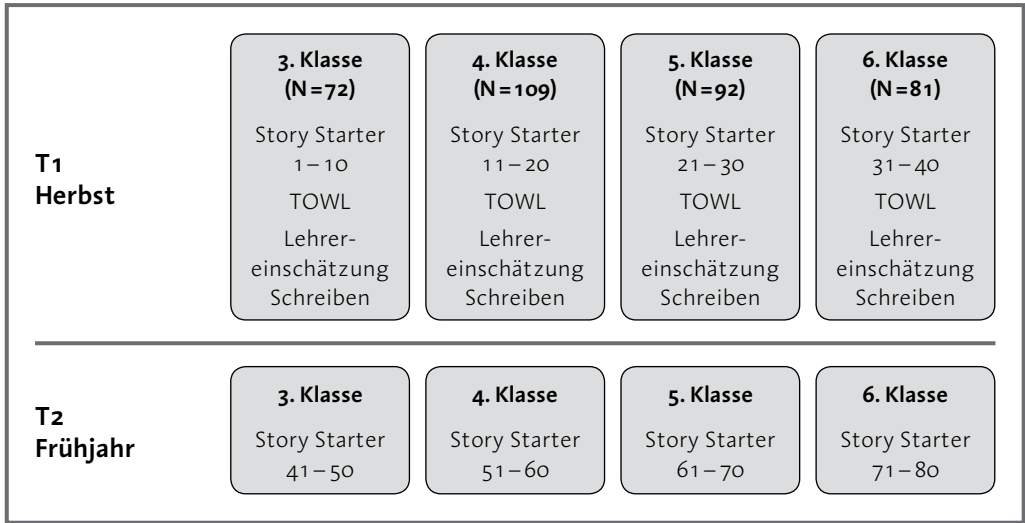 T1
Herbst
3. Klasse
(N=72)
Story Starter
1–10
TOWL
Lehrer-
einschätzung
Schreiben
4. Klasse
(N=109)
Story Starter
11–20
TOWL
Lehrer-
einschätzung
Schreiben
5. Klasse
(N=92)
Story Starter
21–30
TOWL
Lehrer-
einschätzung
Schreiben
6. Klasse
(N=81)
Story Starter
31–40
TOWL
Lehrer-
einschätzung
Schreiben
T2
Frühjahr
3. Klasse
Story Starter
41–50
4. Klasse
Story Starter
51–60
5. Klasse
Story Starter
61–70
6. Klasse
Story Starter
71–80